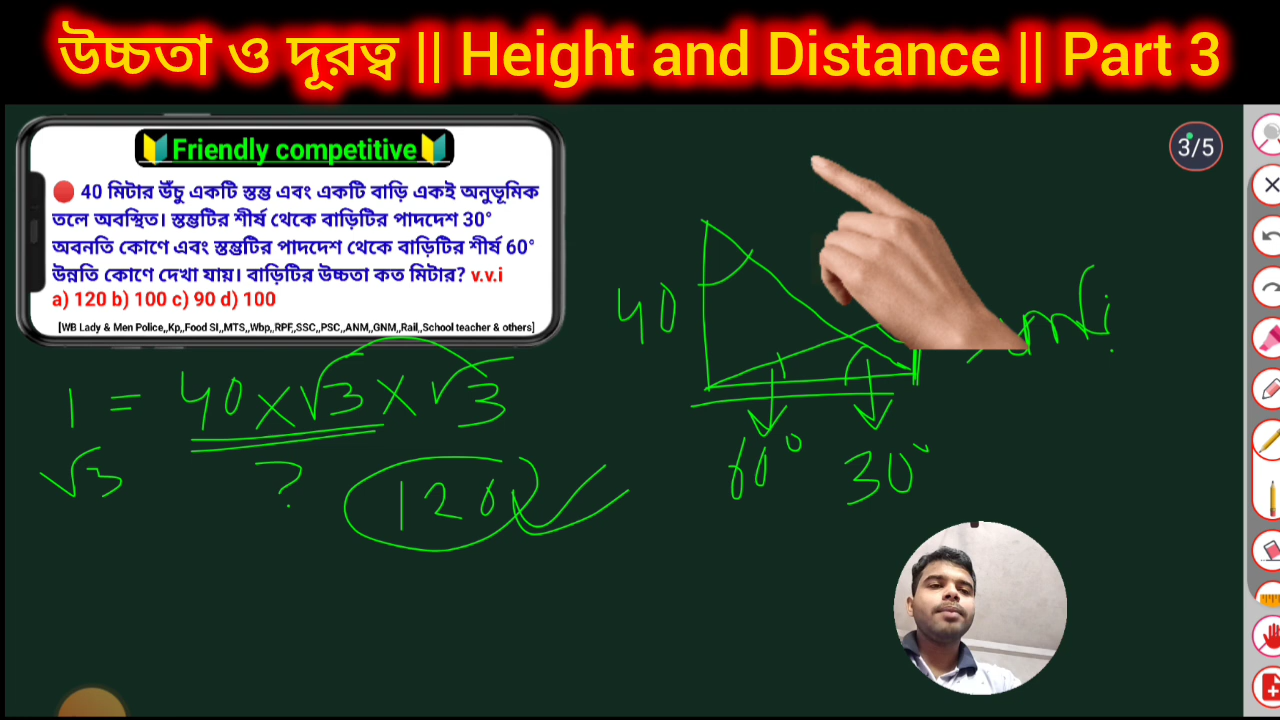 উচ্চতা ও দূরত্ব || Height and Distance || Part 3
Friendly competitive
40 মিটার উঁচু একটি স্তম্ভ এবং একটি বাড়ি একই অনুভূমিক
তলে অবস্থিত। স্তম্ভটির শীর্ষ থেকে বাড়িটির পাদদেশ 30°
অবনতি কোণে এবং স্তম্ভটির পাদদেশ থেকে বাড়িটির শীর্ষ 60°
উন্নতি কোণে দেখা যায়। বাড়িটির উচ্চতা কত মিটার? v.v.i
a) 120 b) 100 c) 90 d) 100
[WB Lady & Men Police,,Kp,,Food SI,,MTS,,Wbp,,RPF,,SSC,,PSC,,ANM,,GNM,,Rail,,School teacher & others]
3/5
40
1 = 40 × √3 × √3
√3 ?
120
60° 30°